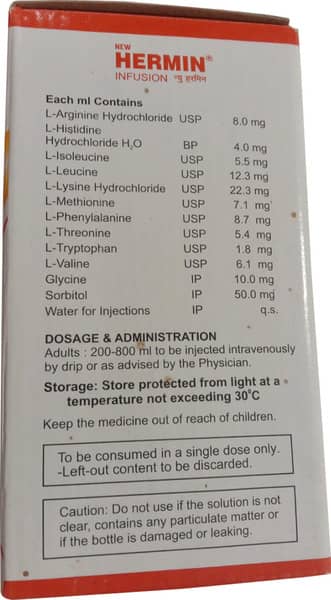 NEW
HERMIN®
INFUSION न्यु हरमिन
Each ml Contains
L-Arginine Hydrochloride USP 8.0 mg
L-Histidine
Hydrochloride H₂O BP 4.0 mg
L-Isoleucine USP 5.5 mg
L-Leucine USP 12.3 mg
L-Lysine Hydrochloride USP 22.3 mg
L-Methionine USP 7.1 mg
L-Phenylalanine USP 8.7 mg
L-Threonine USP 5.4 mg
L-Tryptophan USP 1.8 mg
L-Valine USP 6.1 mg
Glycine IP 10.0 mg
Sorbitol IP 50.0 mg
Water for Injections IP q.s.
DOSAGE & ADMINISTRATION
Adults : 200-800 ml to be injected intravenously
by drip or as advised by the Physician.
Storage: Store protected from light at a
temperature not exceeding 30°C
Keep the medicine out of reach of children.
To be consumed in a single dose only.
-Left-out content to be discarded.
Caution: Do not use if the solution is not
clear, contains any particulate matter or
if the bottle is damaged or leaking.